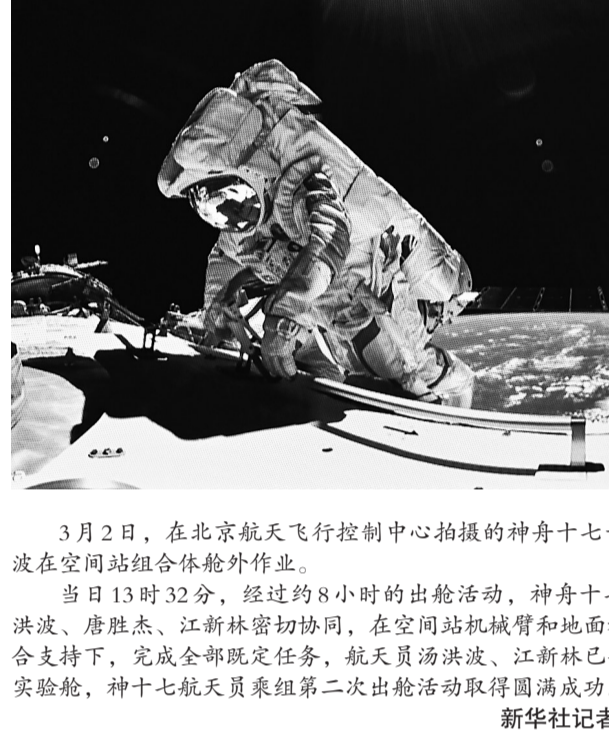 3月2日，在北京航天飞行控制中心拍摄的神舟十七
波在空间站组合体舱外作业。
当日13时32分，经过约8小时的出舱活动，神舟十
洪波、唐胜杰、江新林密切协同，在空间站机械臂和地面
合支持下，完成全部既定任务，航天员汤洪波、江新林已
实验舱，神十七航天员乘组第二次出舱活动取得圆满成功
新华社记者